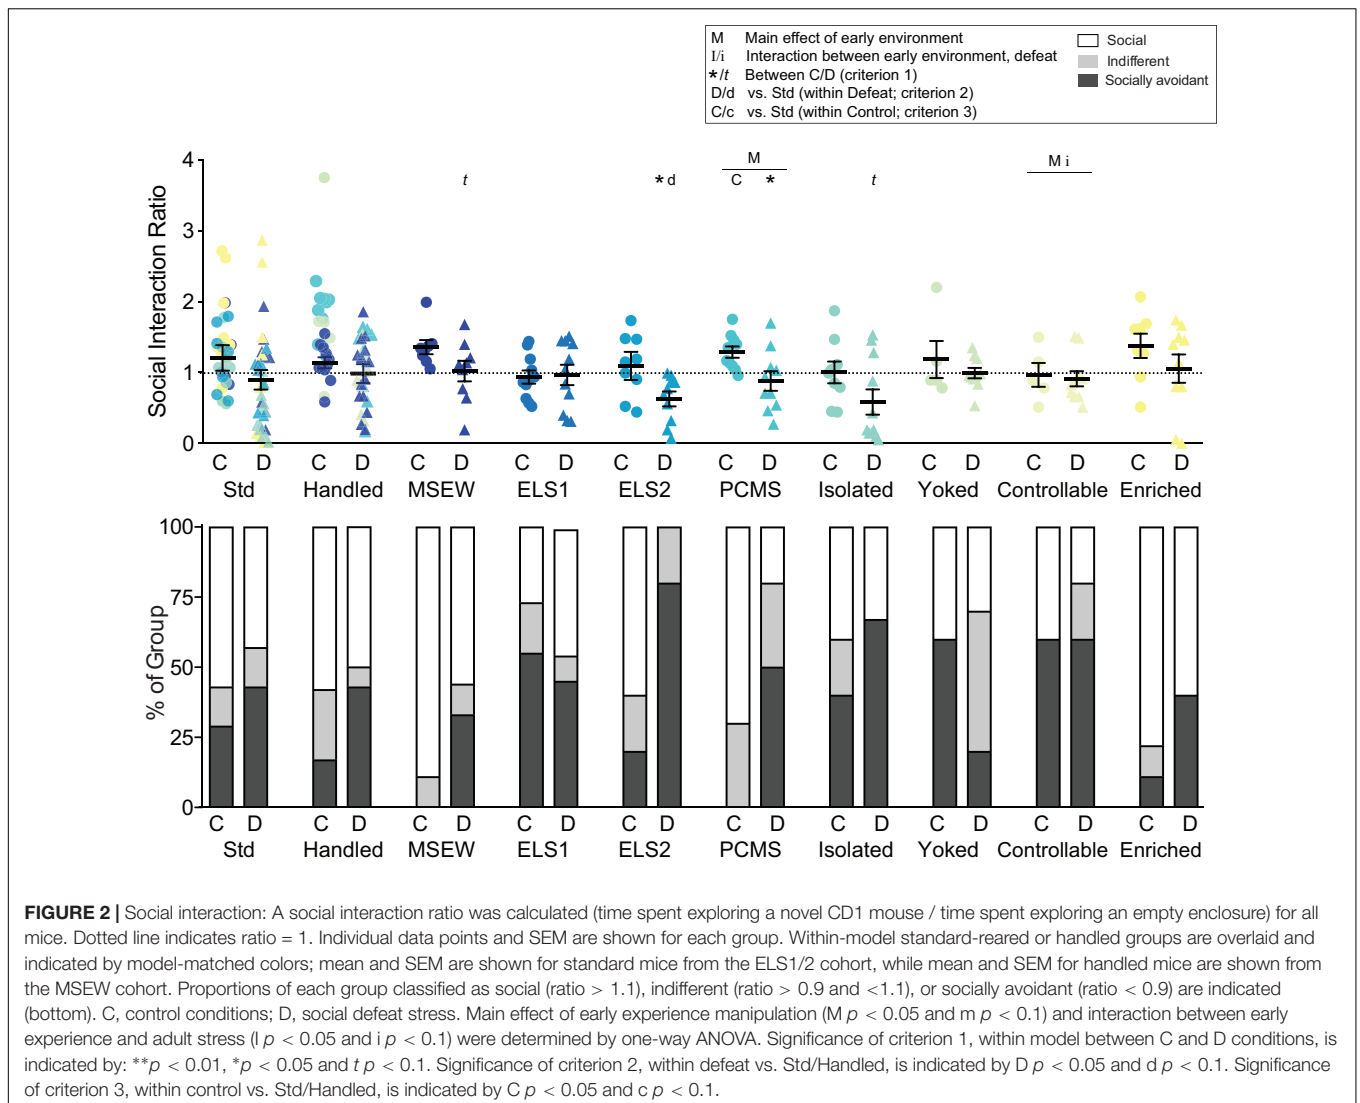 M Main effect of early environment
I/i Interaction between early environment, defeat
*/t Between C/D (criterion 1)
D/d vs. Std (within Defeat; criterion 2)
C/c vs. Std (within Control; criterion 3)
Social
Indifferent
Socially avoidant
Social Interaction Ratio
4
3
2
1
0
t
* d
M
C *
t
M i
C D C D C D C D C D C D C D C D C D C D
Std Handled MSEW ELS1 ELS2 PCMS Isolated Yoked Controllable Enriched
% of Group
100
75
50
25
0
C D C D C D C D C D C D C D C D C D C D
Std Handled MSEW ELS1 ELS2 PCMS Isolated Yoked Controllable Enriched
FIGURE 2 | Social interaction: A social interaction ratio was calculated (time spent exploring a novel CD1 mouse / time spent exploring an empty enclosure) for all
mice. Dotted line indicates ratio = 1. Individual data points and SEM are shown for each group. Within-model standard-reared or handled groups are overlaid and
indicated by model-matched colors; mean and SEM are shown for standard mice from the ELS1/2 cohort, while mean and SEM for handled mice are shown from
the MSEW cohort. Proportions of each group classified as social (ratio > 1.1), indifferent (ratio > 0.9 and <1.1), or socially avoidant (ratio < 0.9) are indicated
(bottom). C, control conditions; D, social defeat stress. Main effect of early experience manipulation (M p < 0.05 and m p < 0.1) and interaction between early
experience and adult stress (I p < 0.05 and i p < 0.1) were determined by one-way ANOVA. Significance of criterion 1, within model between C and D conditions, is
indicated by: **p < 0.01, *p < 0.05 and t p < 0.1. Significance of criterion 2, within defeat vs. Std/Handled, is indicated by D p < 0.05 and d p < 0.1. Significance
of criterion 3, within control vs. Std/Handled, is indicated by C p < 0.05 and c p < 0.1.